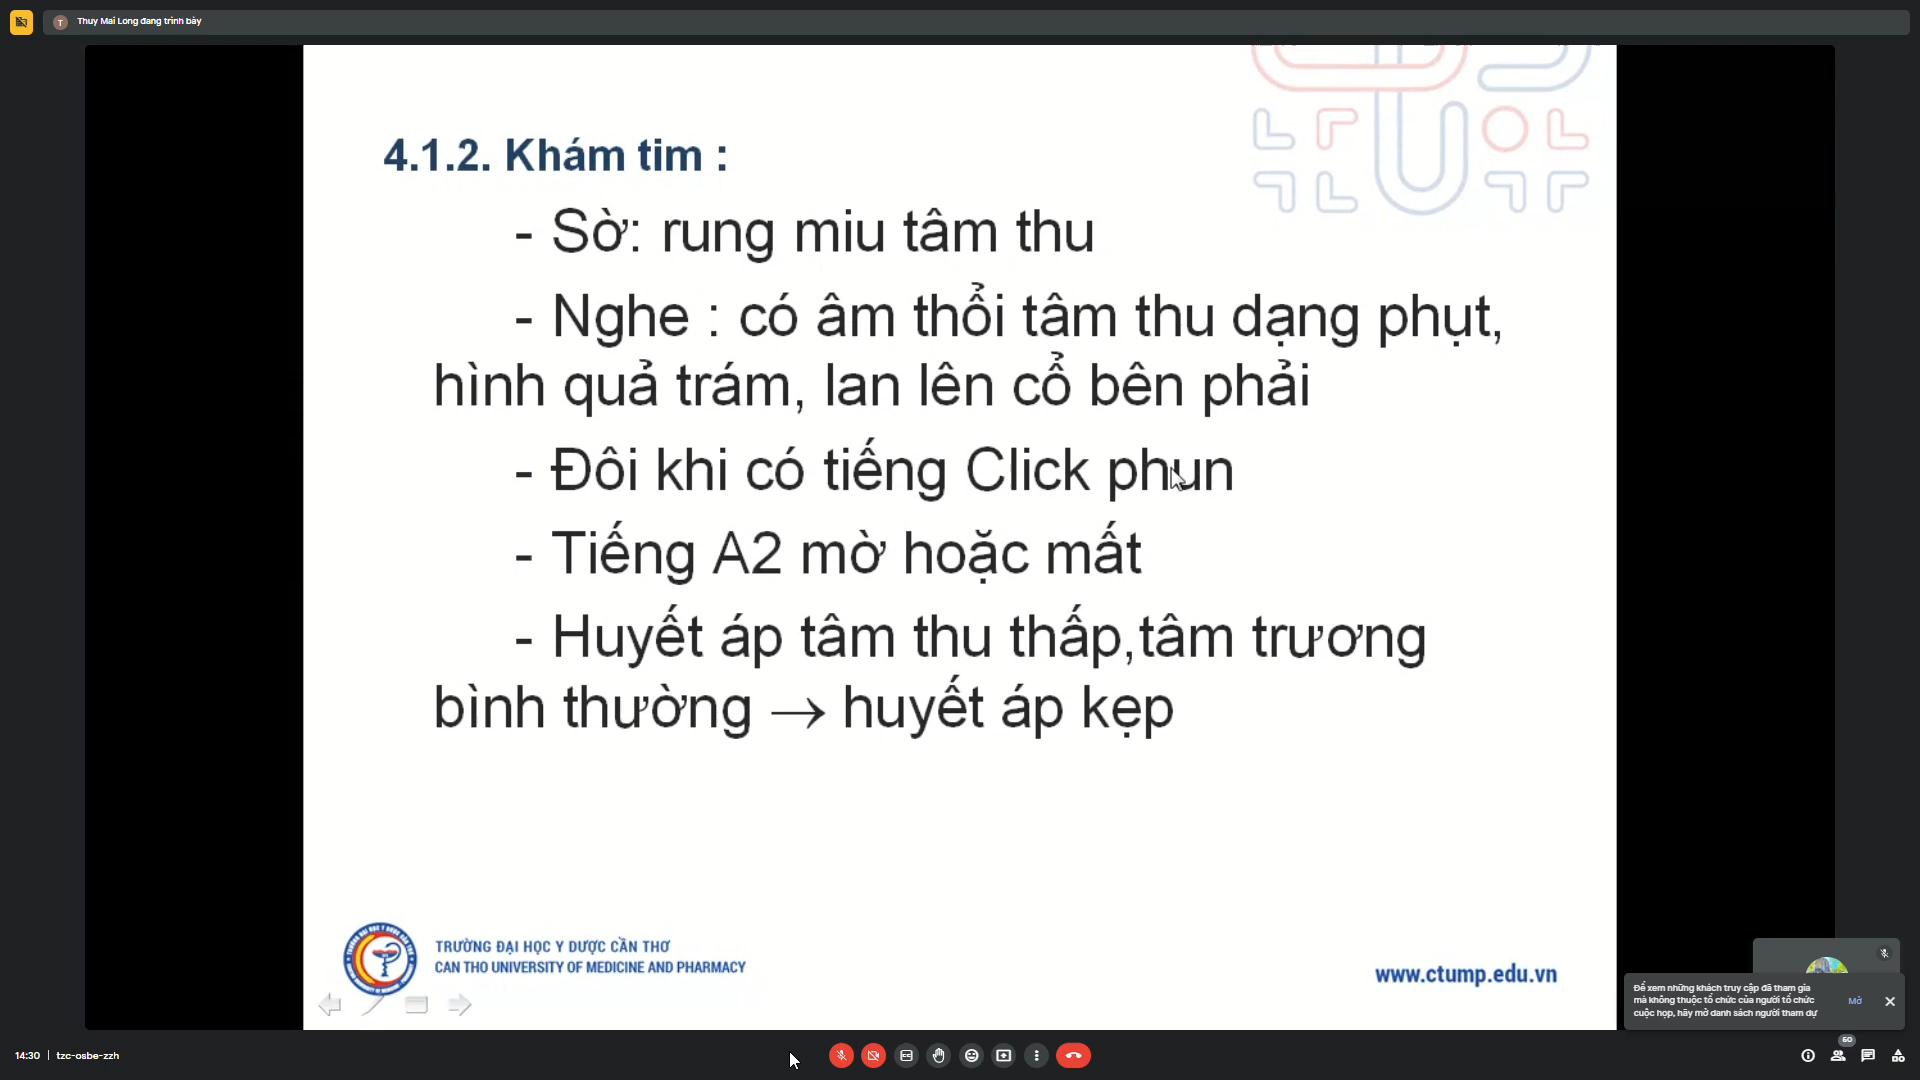 T Thuy Mai Long đang trình bày
4.1.2. Khám tim :
- Sờ: rung miu tâm thu
- Nghe : có âm thổi tâm thu dạng phụt,
hình quả trám, lan lên cổ bên phải
- Đôi khi có tiếng Click phun
- Tiếng A2 mờ hoặc mất
- Huyết áp tâm thu thấp,tâm trương
bình thường → huyết áp kẹp
TRƯỜNG ĐẠI HỌC Y DƯỢC CẦN THƠ
CAN THO UNIVERSITY OF MEDICINE AND PHARMACY
www.ctump.edu.vn
Để xem những khách truy cập đã tham gia
mà không thuộc tổ chức của người tổ chức
cuộc họp, hãy mở danh sách người tham dự
Mở
14:30 | tzc-osbe-zzh
60